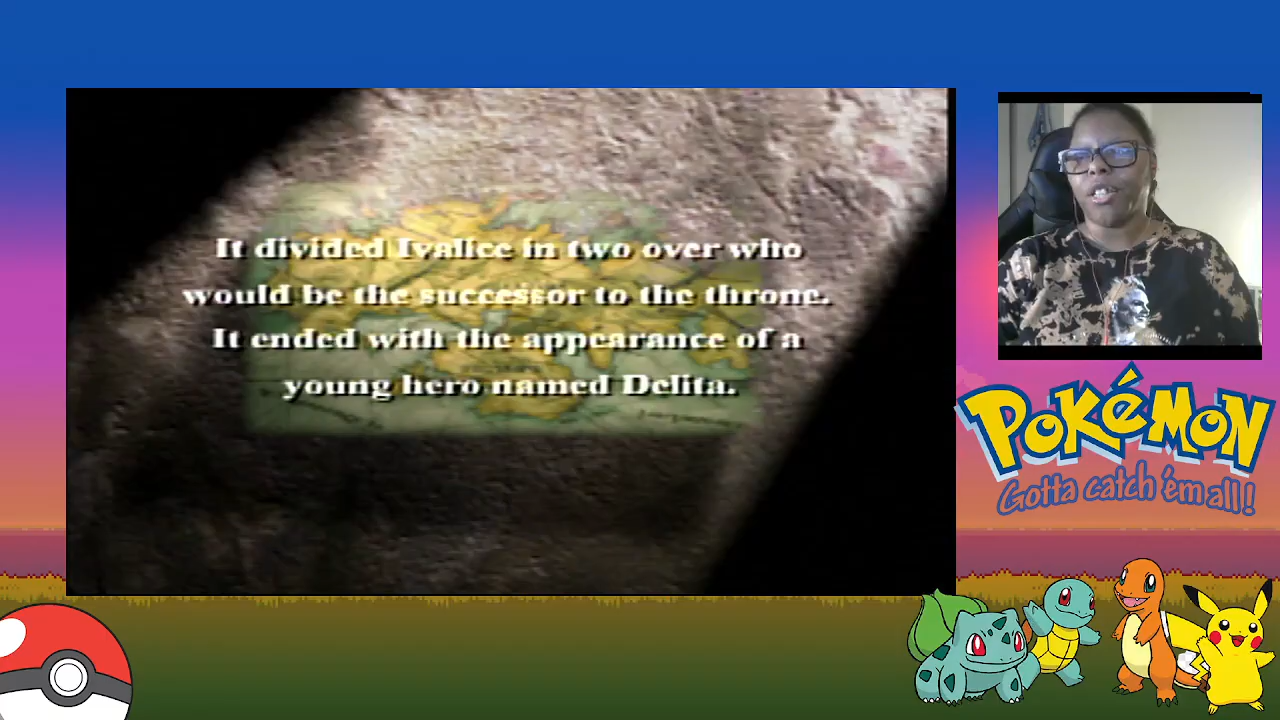 It divided Ivalice in two over who
would be the successor to the throne.
It ended with the appearance of a
young hero named Delita.
POKéMON
Gotta catch 'em all!